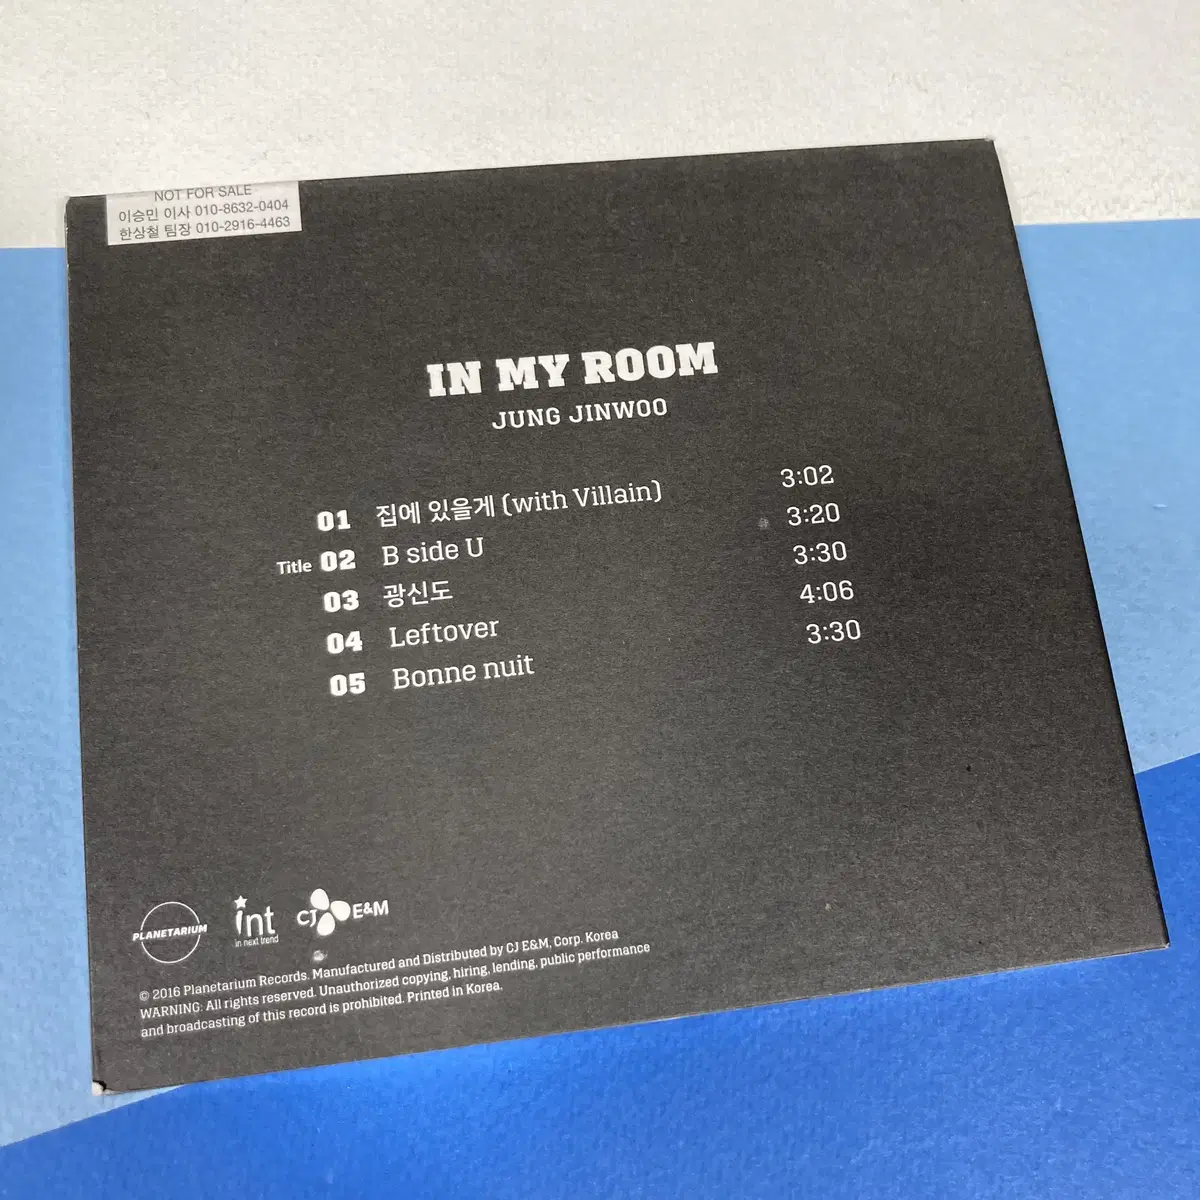 NOT FOR SALE
이승민 이사 010-8632-0404
한상철 팀장 010-2916-4463
IN MY ROOM
JUNG JINWOO
01 집에 있을게 (with Villain) 3:02
Title 02 B side U 3:20
03 광신도 3:30
04 Leftover 4:06
05 Bonne nuit 3:30
PLANETARIUM
int
in next trend
CJ E&M
© 2016 Planetarium Records. Manufactured and Distributed by CJ E&M, Corp. Korea
WARNING: All rights reserved. Unauthorized copying, hiring, lending, public performance
and broadcasting of this record is prohibited. Printed in Korea.